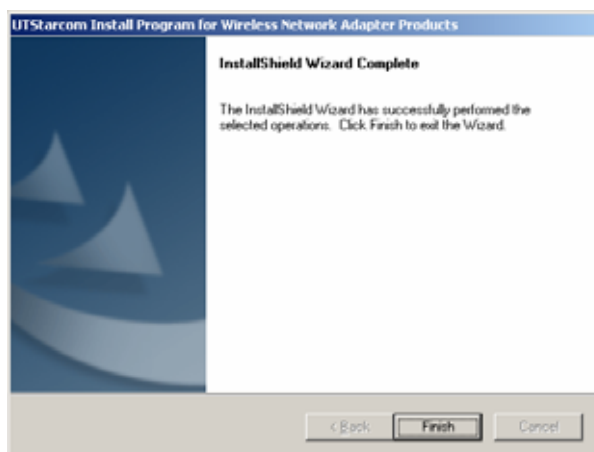 UTStarcom Install Program for Wireless Network Adapter Products
InstallShield Wizard Complete
The InstallShield Wizard has successfully performed the
selected operations. Click Finish to exit the Wizard.
< Back
Finish
Cancel